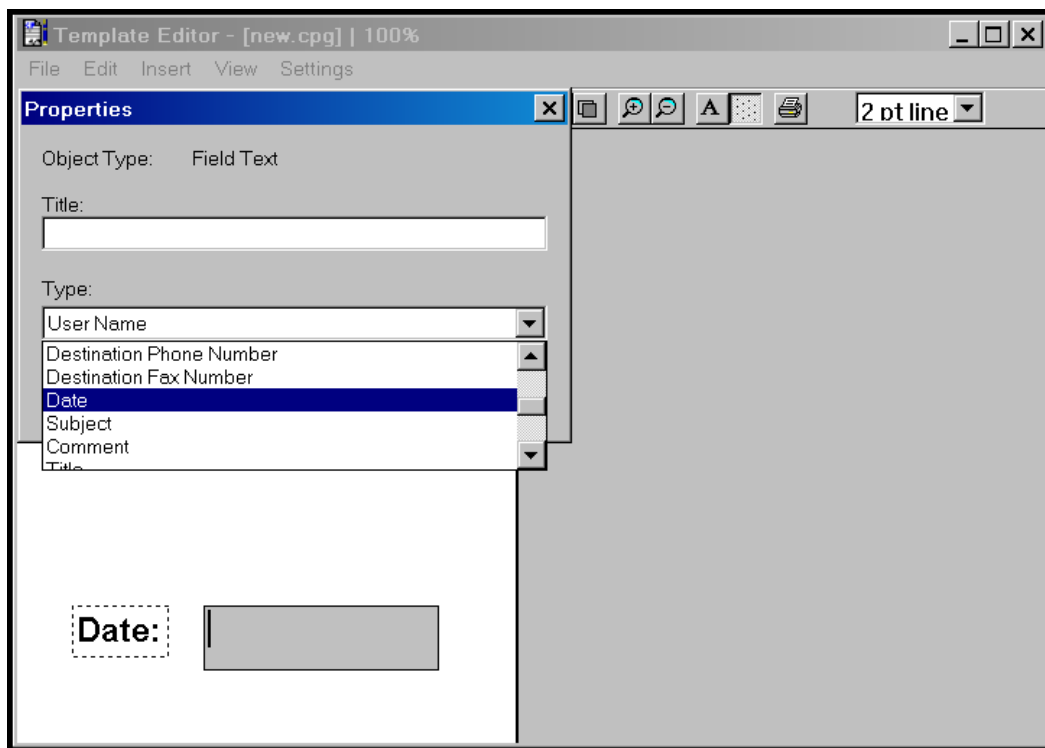 Template Editor - [new.cpg] | 100%
File Edit Insert View Settings
Properties
2 pt line
Object Type: Field Text
Title:
Type:
User Name
Destination Phone Number
Destination Fax Number
Date
Subject
Comment
Title
Date: